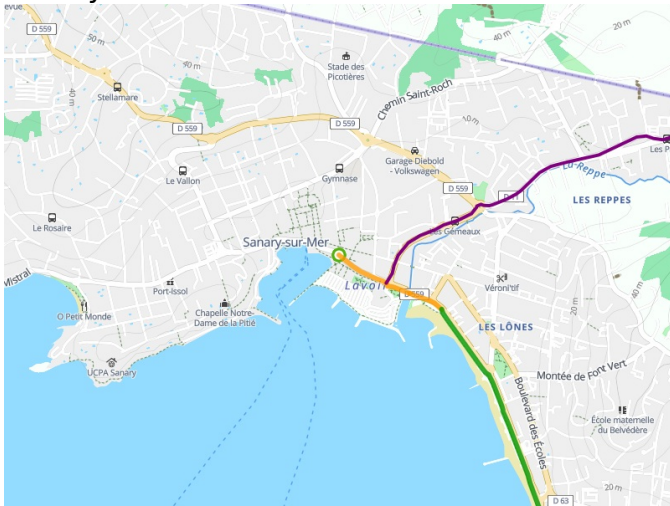 D 559
50 m
40 m
20 m
Stade des
Picotières
40 m
Stellamare
40 m
Chemin Saint-Roch
D 559
D 559
Garage Diebold
- Volkswagen
Le Vallon
Gymnase
La-Reppe
D 559
LES REPPES
Le Rosaire
Les Gémeaux
Sanary-sur-Mer
Mistral
Port-Issol
Véroni'tif
20 m
40 m
O Petit Monde
Chapelle Notre-
Dame de la Pitié
LES LÔNES
UCPA Sanary
Montée de Font Vert
Boulevard des Écoles
École maternelle
du Belvédère
20 m
D 63